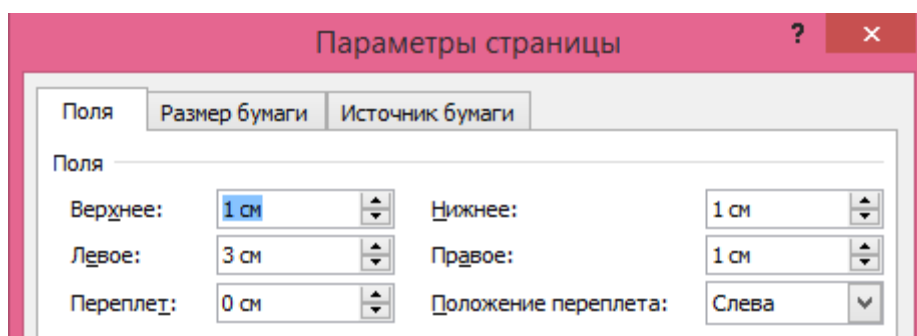 Параметры страницы ?
Поля Размер бумаги Источник бумаги
Поля
Верхнее: 1 см Нижнее: 1 см
Левое: 3 см Правое: 1 см
Переплет: 0 см Положение переплета: Слева